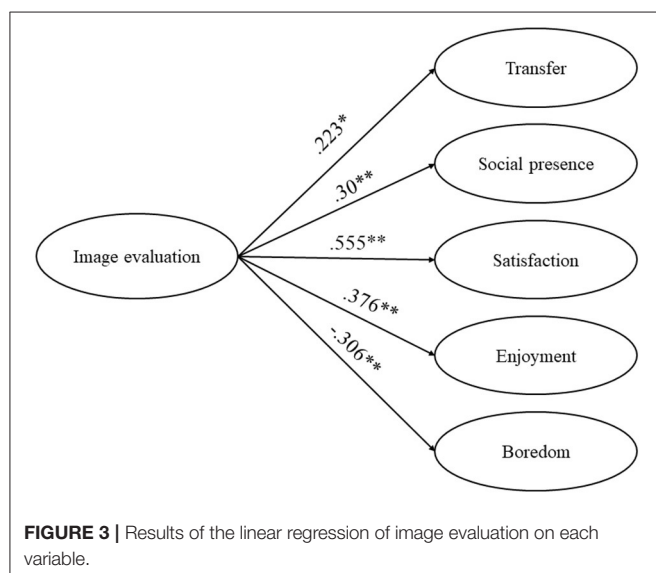 Transfer
.223*
Social presence
.30**
Image evaluation
.555**
Satisfaction
.376**
Enjoyment
-.306**
Boredom
FIGURE 3 | Results of the linear regression of image evaluation on each
variable.